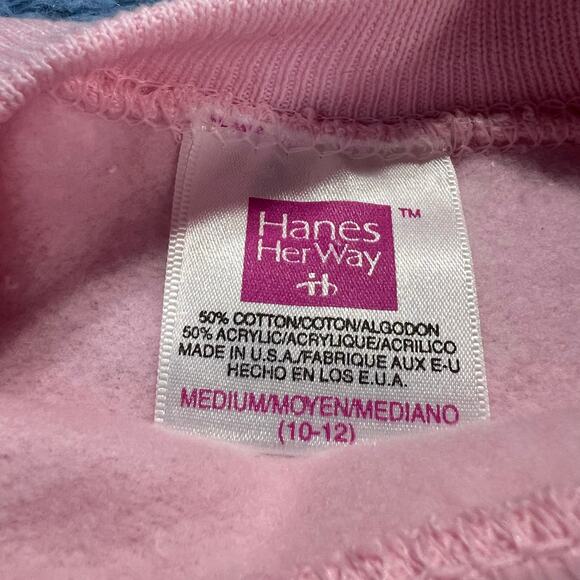 Hanes
HerWay
™
50% COTTON/COTON/ALGODON
50% ACRYLIC/ACRYLIQUE/ACRILICO
MADE IN U.S.A./FABRIQUE AUX E-U
HECHO EN LOS E.U.A.
MEDIUM/MOYEN/MEDIANO
(10-12)